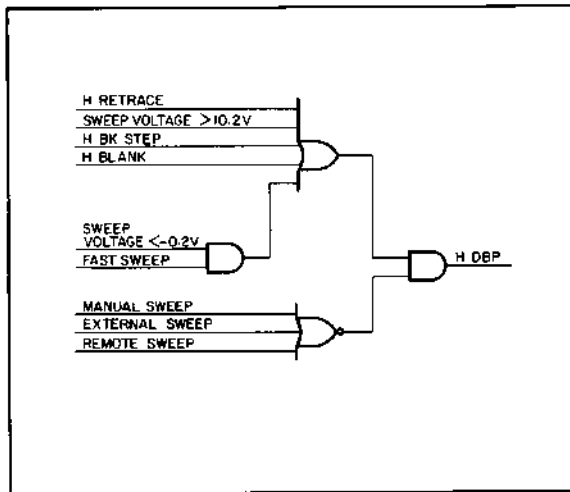 H RETRACE
SWEEP VOLTAGE >10.2V
H BK STEP
H BLANK
SWEEP
VOLTAGE <-0.2V
FAST SWEEP
H DBP
MANUAL SWEEP
EXTERNAL SWEEP
REMOTE SWEEP